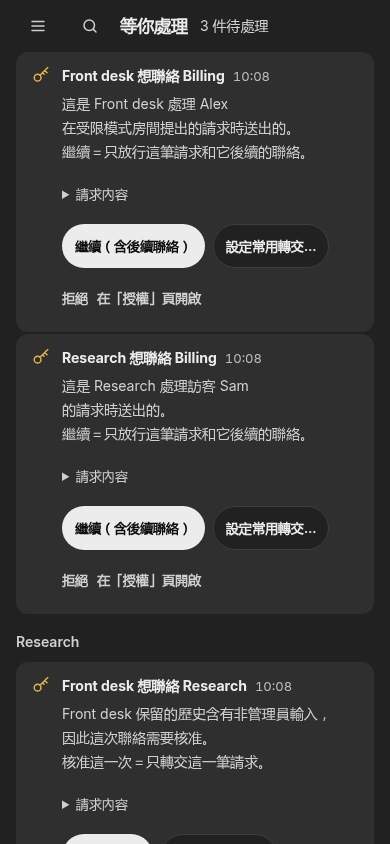 等你處理 3 件待處理
Front desk 想聯絡 Billing 10:08
這是 Front desk 處理 Alex
在受限模式房間提出的請求時送出的。
繼續＝只放行這筆請求和它後續的聯絡。
▶ 請求內容
繼續（含後續聯絡） 設定常用轉交…
拒絕 在「授權」頁開啟
Research 想聯絡 Billing 10:08
這是 Research 處理訪客 Sam
的請求時送出的。
繼續＝只放行這筆請求和它後續的聯絡。
▶ 請求內容
繼續（含後續聯絡） 設定常用轉交…
拒絕 在「授權」頁開啟
Research
Front desk 想聯絡 Research 10:08
Front desk 保留的歷史含有非管理員輸入，
因此這次聯絡需要核准。
核准這一次＝只轉交這一筆請求。
▶ 請求內容